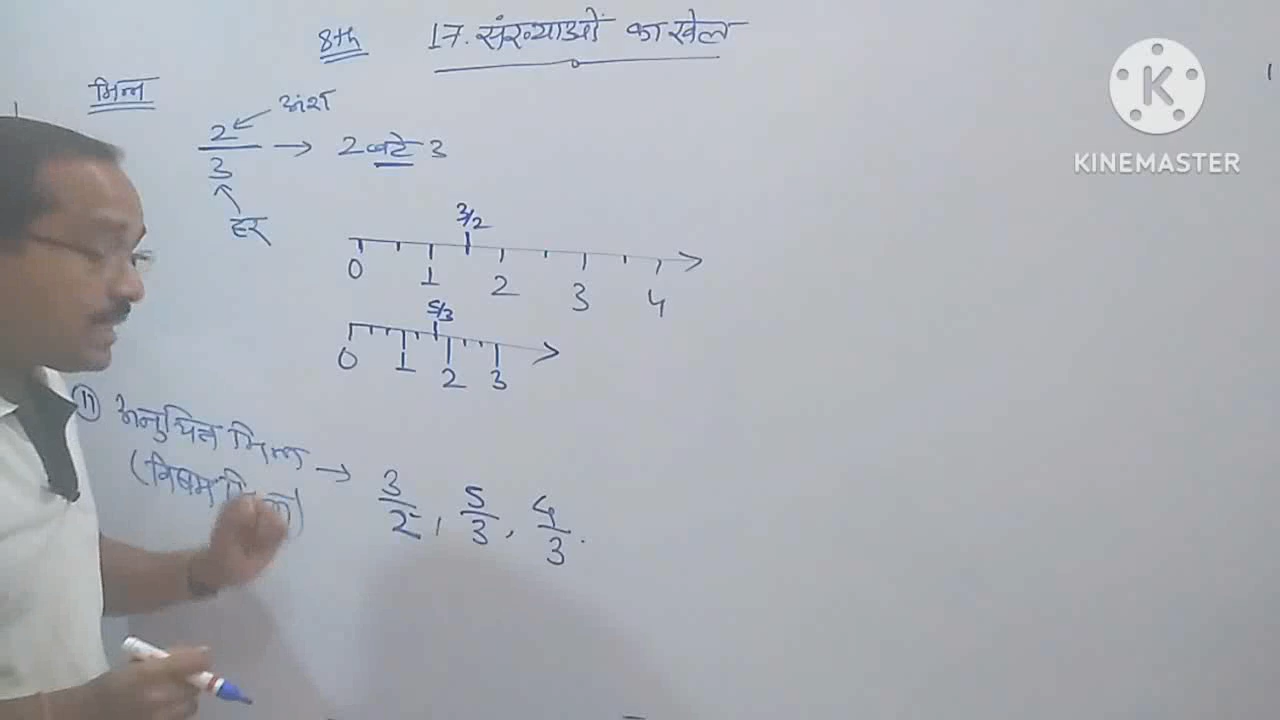 8th 17. संख्याओं का खेल
भिन्न
2 ← अंश
3 → 2 बटे 3
हर
3/2
0 1 2 3 4
5/3
0 1 2 3
अनुचित भिन्न
(विषम भिन्न) → 3/2, 5/3, 4/3.
K
KINEMASTER